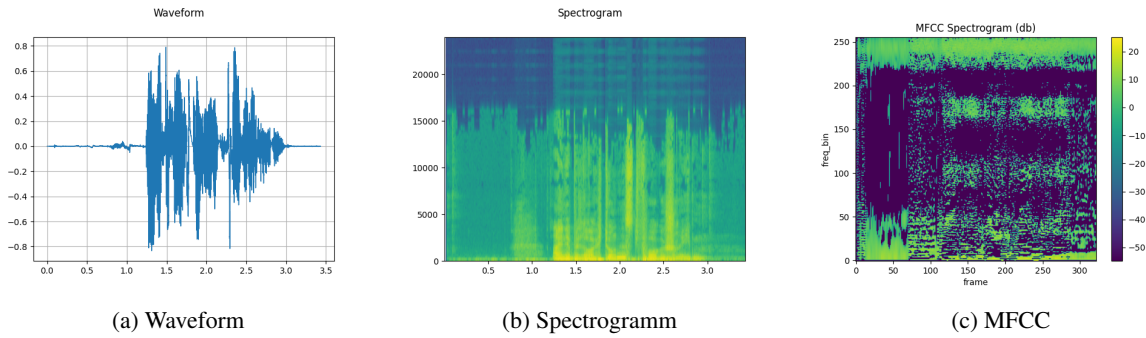 Waveform
0.8
0.6
0.4
0.2
0.0
−0.2
−0.4
−0.6
−0.8
0.0 0.5 1.0 1.5 2.0 2.5 3.0 3.5
(a) Waveform
Spectrogram
20000
15000
10000
5000
0
0.5 1.0 1.5 2.0 2.5 3.0
(b) Spectrogramm
MFCC Spectrogram (db)
freq_bin
250
200
150
100
50
0
0 50 100 150 200 250 300
frame
20
10
0
−10
−20
−30
−40
−50
(c) MFCC